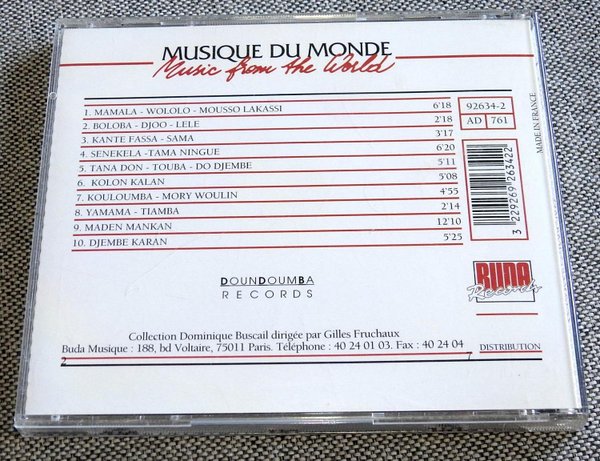 MUSIQUE DU MONDE
Music from the World
1. MAMALA - WOLOLO - MOUSSO LAKASSI 6'18
2. BOLOBA - DJOO - LELE 2'18
3. KANTE FASSA - SAMA 3'17
4. SENEKELA -TAMA NINGUE 6'20
5. TANA DON - TOUBA - DO DJEMBE 5'11
6. KOLON KALAN 5'08
7. KOULOUMBA - MORY WOULIN 4'55
8. YAMAMA - TIAMBA 2'14
9. MADEN MANKAN 12'10
10. DJEMBE KARAN 5'25
92634-2
AD 761
MADE IN FRANCE
3 229269 263422
BUDA
Records
DOUNDOUMBA
RECORDS
Collection Dominique Buscail dirigée par Gilles Fruchaux
Buda Musique : 188, bd Voltaire, 75011 Paris. Téléphone : 40 24 01 03. Fax : 40 24 04
27
DISTRIBUTION